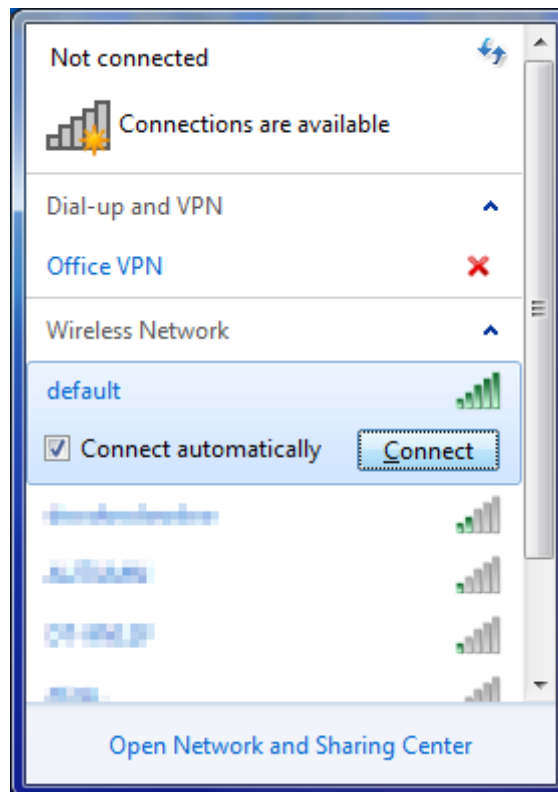 Not connected
Connections are available
Dial-up and VPN
Office VPN
Wireless Network
default
Connect automatically Connect
Open Network and Sharing Center